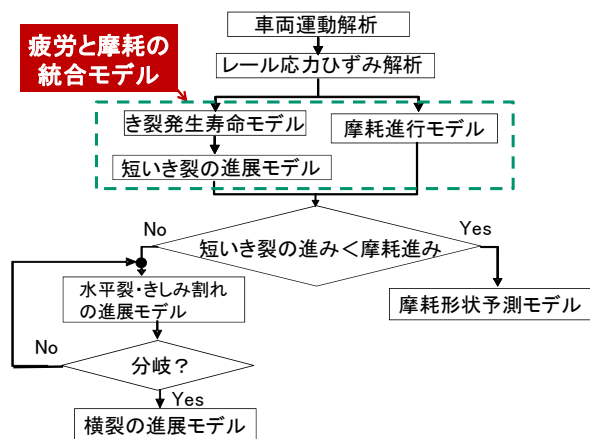 車両運動解析
疲労と摩耗の
統合モデル
レール応力ひずみ解析
き裂発生寿命モデル
摩耗進行モデル
短いき裂の進展モデル
No
Yes
短いき裂の進み＜摩耗進み
水平裂・きしみ割れ
の進展モデル
摩耗形状予測モデル
No
分岐？
Yes
横裂の進展モデル